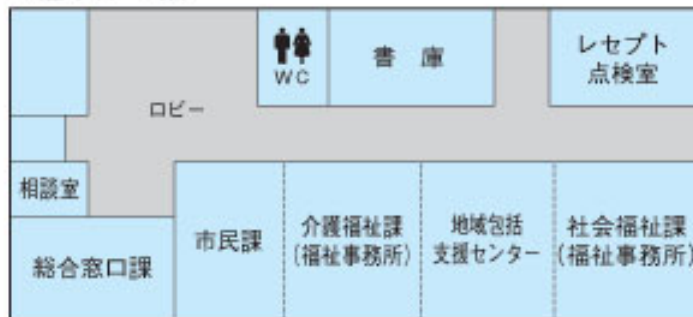 WC
書庫
レセプト
点検室
ロビー
相談室
総合窓口課
市民課
介護福祉課
(福祉事務所)
地域包括
支援センター
社会福祉課
(福祉事務所)